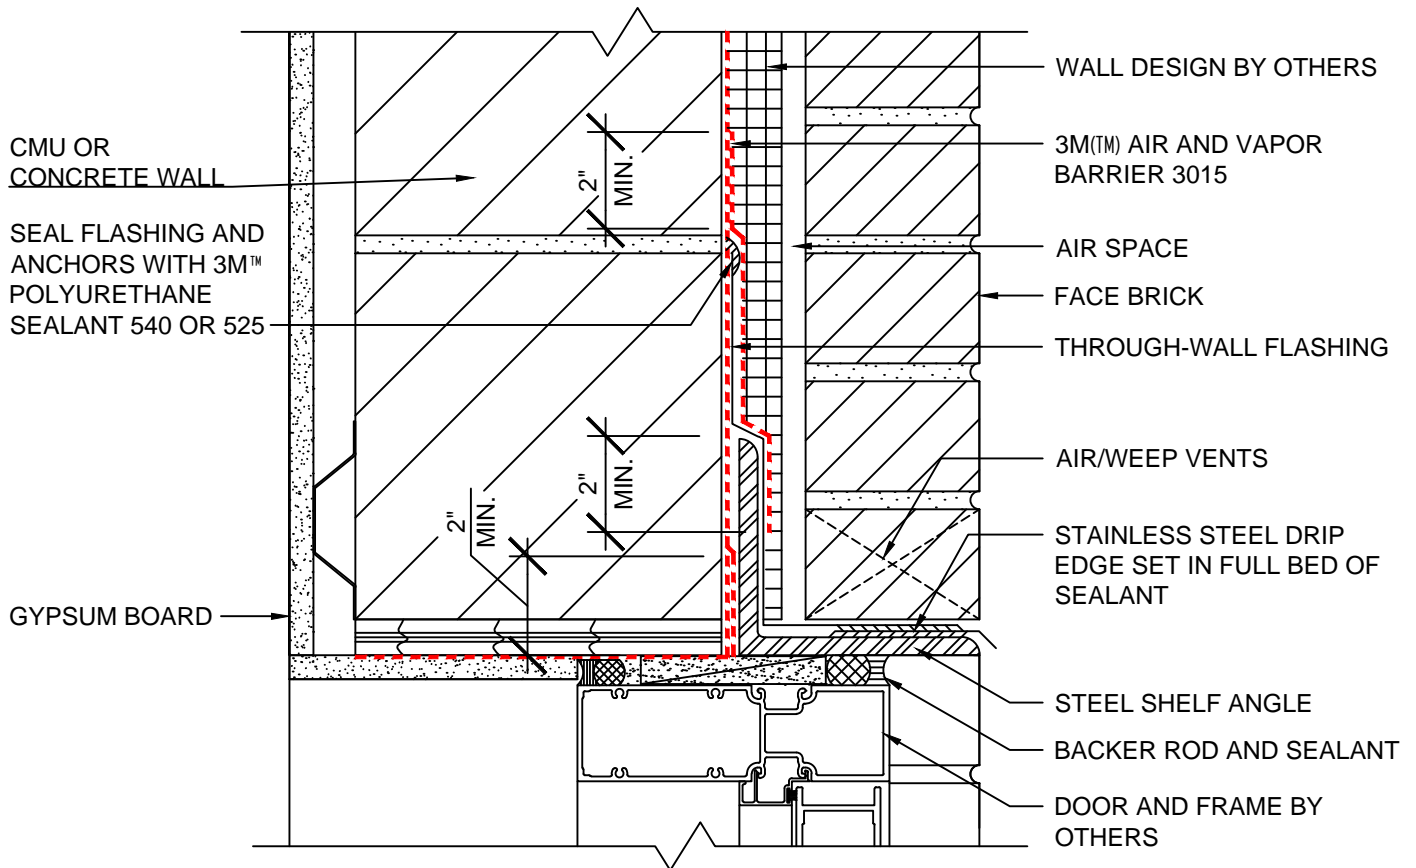 CMU OR
CONCRETE WALL
SEAL FLASHING AND
ANCHORS WITH 3M™
POLYURETHANE
SEALANT 540 OR 525
GYPSUM BOARD
2"
MIN.
2"
MIN.
2"
MIN.
WALL DESIGN BY OTHERS
3M(TM) AIR AND VAPOR
BARRIER 3015
AIR SPACE
FACE BRICK
THROUGH-WALL FLASHING
AIR/WEEP VENTS
STAINLESS STEEL DRIP
EDGE SET IN FULL BED OF
SEALANT
STEEL SHELF ANGLE
BACKER ROD AND SEALANT
DOOR AND FRAME BY
OTHERS